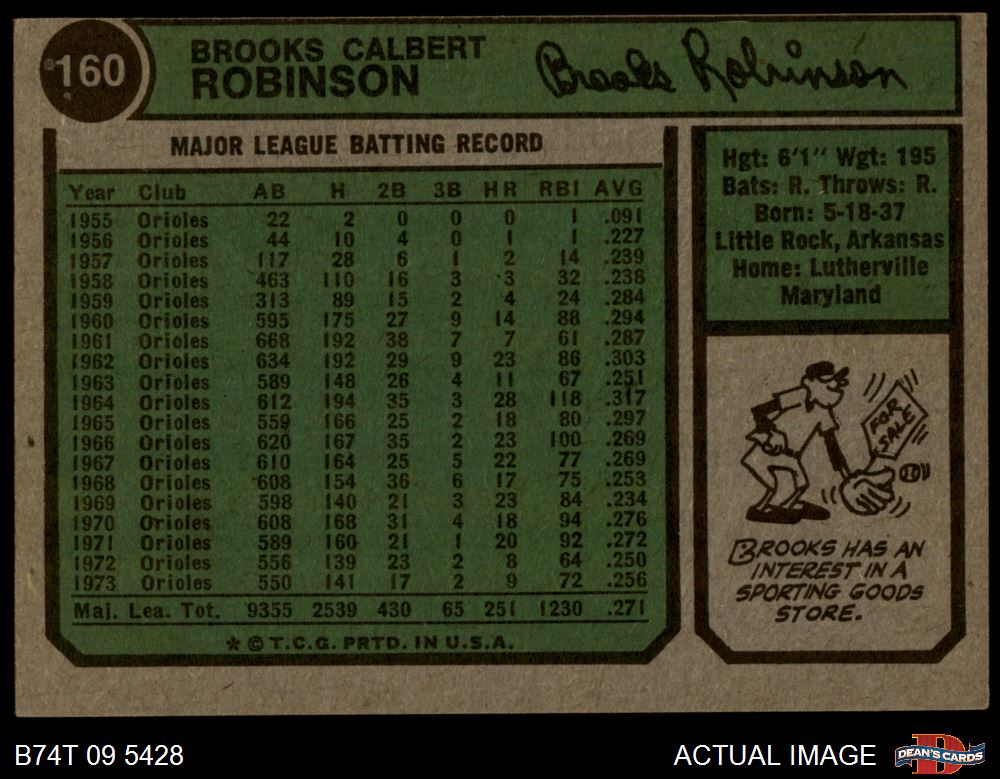 160
BROOKS CALBERT
ROBINSON
Brooks Robinson
MAJOR LEAGUE BATTING RECORD
Year Club AB H 2B 3B HR RBI AVG
1955 Orioles 22 2 0 0 0 1 .091
1956 Orioles 44 10 4 0 1 1 .227
1957 Orioles 117 28 6 1 2 14 .239
1958 Orioles 463 110 16 3 3 32 .238
1959 Orioles 313 89 15 2 4 24 .284
1960 Orioles 595 175 27 9 14 88 .294
1961 Orioles 668 192 38 7 7 61 .287
1962 Orioles 634 192 29 9 23 86 .303
1963 Orioles 589 148 26 4 11 67 .251
1964 Orioles 612 194 35 3 28 118 .317
1965 Orioles 559 166 25 2 18 80 .297
1966 Orioles 620 167 35 2 23 100 .269
1967 Orioles 610 164 25 5 22 77 .269
1968 Orioles 608 154 36 6 17 75 .253
1969 Orioles 598 140 21 3 23 84 .234
1970 Orioles 608 168 31 4 18 94 .276
1971 Orioles 589 160 21 1 20 92 .272
1972 Orioles 556 139 23 2 8 64 .250
1973 Orioles 550 141 17 2 9 72 .256
Maj. Lea. Tot. 9355 2539 430 65 251 1230 .271
* © T.C.G. PRTD. IN U.S.A.
Hgt: 6'1" Wgt: 195
Bats: R. Throws: R.
Born: 5-18-37
Little Rock, Arkansas
Home: Lutherville
Maryland
FOR
SALE
BROOKS HAS AN
INTEREST IN A
SPORTING GOODS
STORE.
B74T 09 5428
ACTUAL IMAGE
DEAN'S CARDS